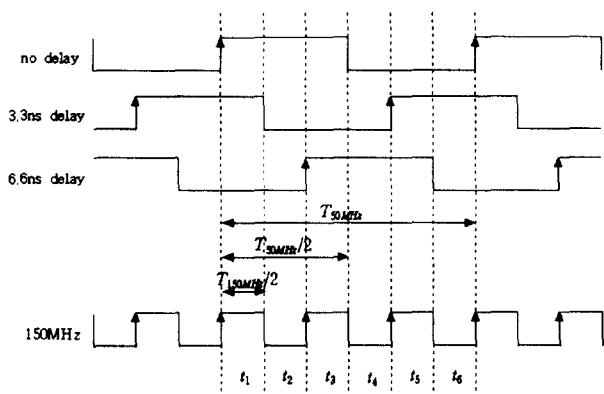 no delay
3.3ns delay
6.6ns delay
T50MHz
T50MHz/2
T150MHz/2
150MHz
t1 t2 t3 t4 t5 t6